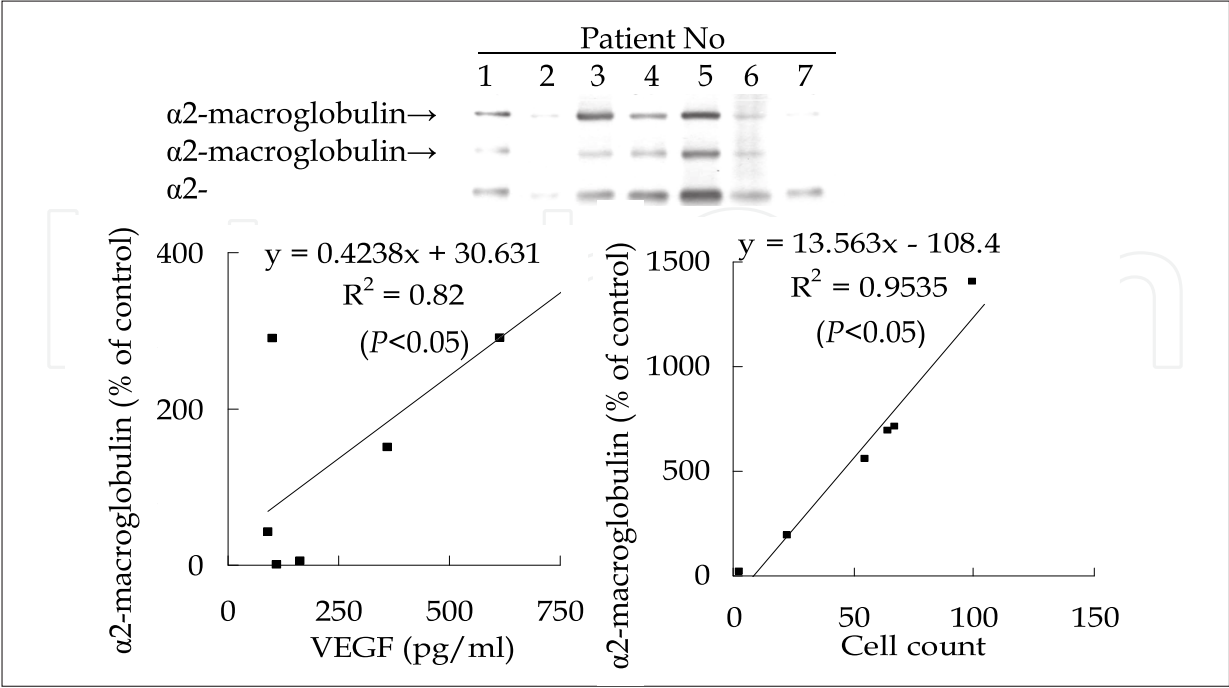 Patient No
1 2 3 4 5 6 7
α2-macroglobulin→
α2-macroglobulin→
α2-
α2-macroglobulin (% of control)
400
200
0
y = 0.4238x + 30.631
R² = 0.82
(P<0.05)
0 250 500 750
VEGF (pg/ml)
α2-macroglobulin (% of control)
1500
1000
500
0
y = 13.563x - 108.4
R² = 0.9535
(P<0.05)
0 50 100 150
Cell count